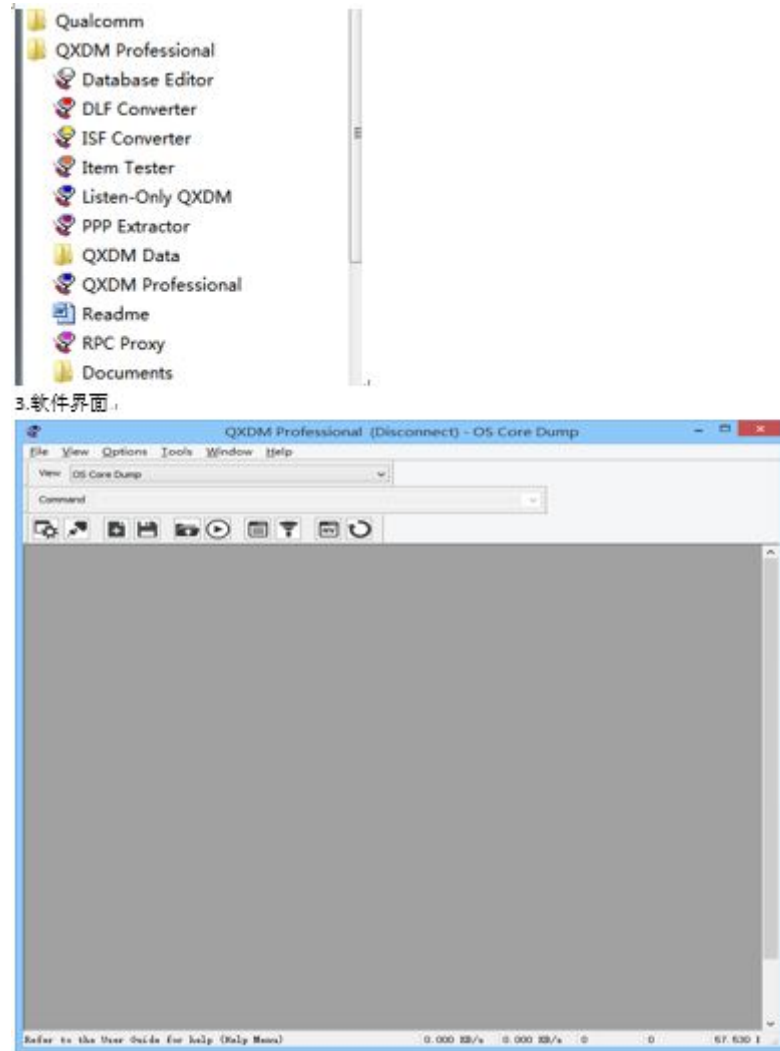 Qualcomm
QXDM Professional
Database Editor
DLF Converter
ISF Converter
Item Tester
Listen-Only QXDM
PPP Extractor
QXDM Data
QXDM Professional
Readme
RPC Proxy
Documents
3.软件界面
QXDM Professional (Disconnect) - OS Core Dump
File View Options Tools Window Help
View OS Core Dump
Command
Refer to the User Guide for help (Help Menu) 0.000 KB/s 0.000 KB/s 0 0